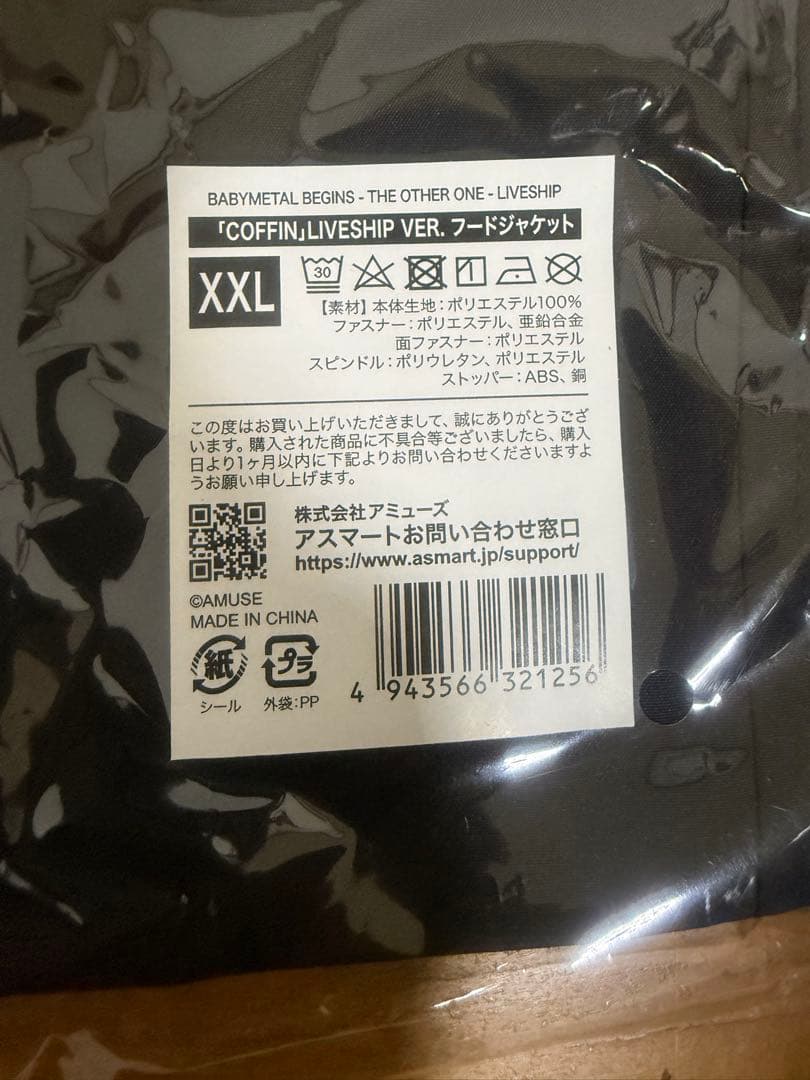 BABYMETAL BEGINS - THE OTHER ONE - LIVESHIP
「COFFIN」LIVESHIP VER. フードジャケット
XXL
30
【素材】本体生地:ポリエステル100%
ファスナー:ポリエステル、亜鉛合金
面ファスナー:ポリエステル
スピンドル:ポリウレタン、ポリエステル
ストッパー:ABS、銅
この度はお買い上げいただきまして、誠にありがとうござ
います。購入された商品に不具合等ございましたら、購入
日より1ヶ月以内に下記よりお問い合わせくださいますよ
うお願い申し上げます。
株式会社アミューズ
アスマートお問い合わせ窓口
https://www.asmart.jp/support/
©AMUSE
MADE IN CHINA
紙
プラ
シール
外袋:PP
4 943566 321256